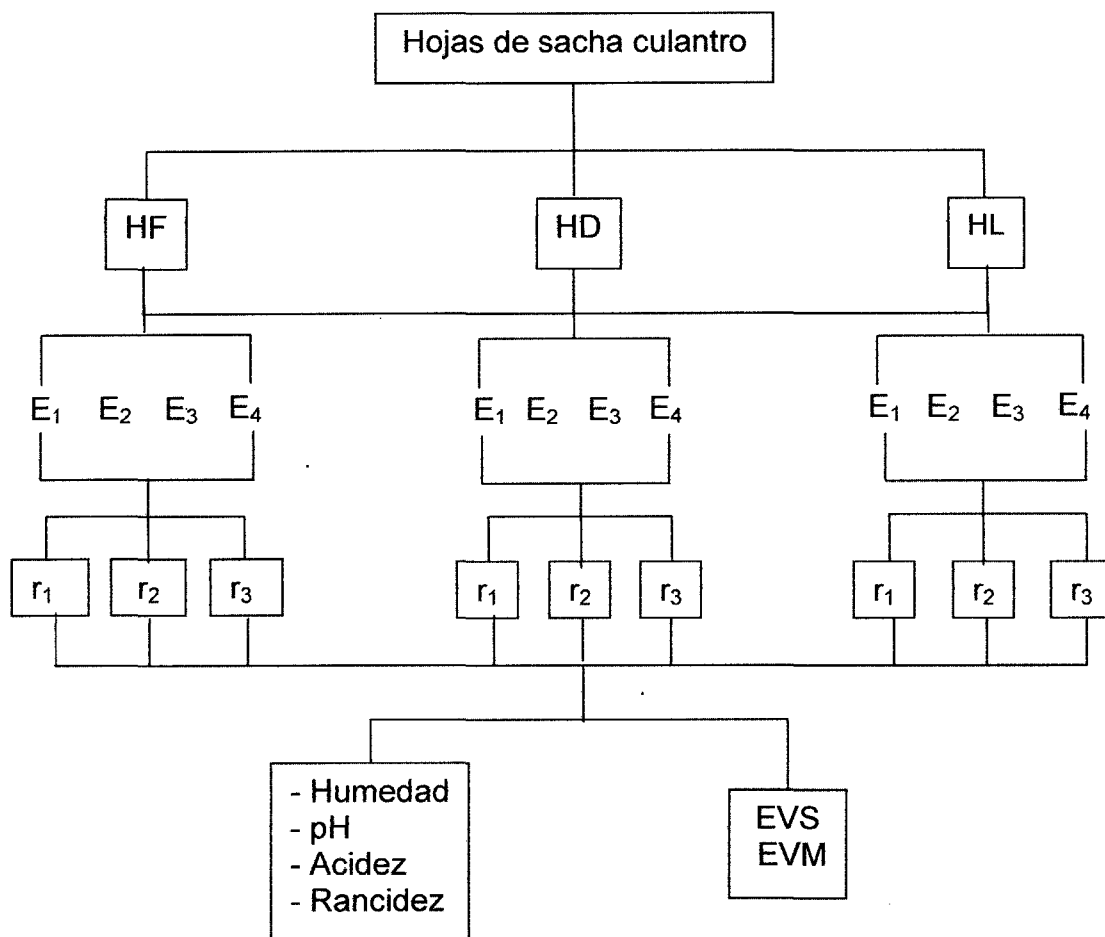 Hojas de sacha culantro
HF HD HL
E₁ E₂ E₃ E₄ E₁ E₂ E₃ E₄ E₁ E₂ E₃ E₄
r₁ r₂ r₃ r₁ r₂ r₃ r₁ r₂ r₃
- Humedad
- pH
- Acidez
- Rancidez
EVS
EVM